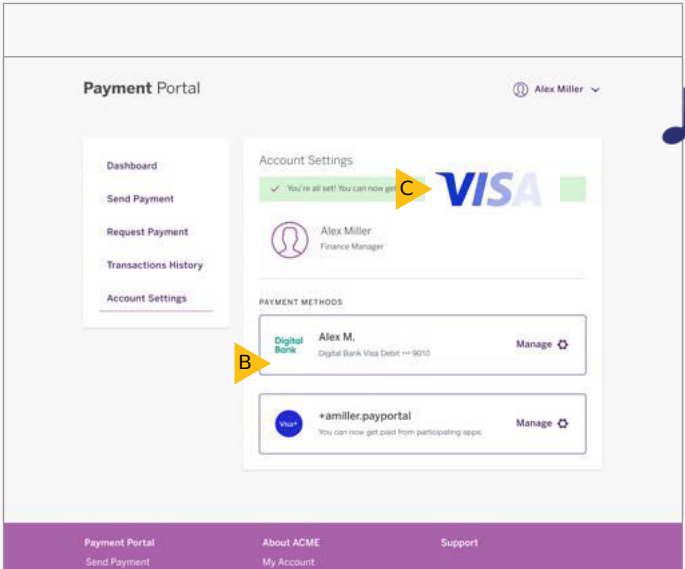 Payment Portal
Alex Miller
Dashboard
Send Payment
Request Payment
Transactions History
Account Settings
Account Settings
You're all set! You can now get
C
VISA
Alex Miller
Finance Manager
PAYMENT METHODS
Digital Bank
Alex M.
Digital Bank Visa Debit ••• 9010
Manage
B
Visa+
+amiller.payportal
You can now get paid from participating apps
Manage
Payment Portal
About ACME
Support
Send Payment
My Account